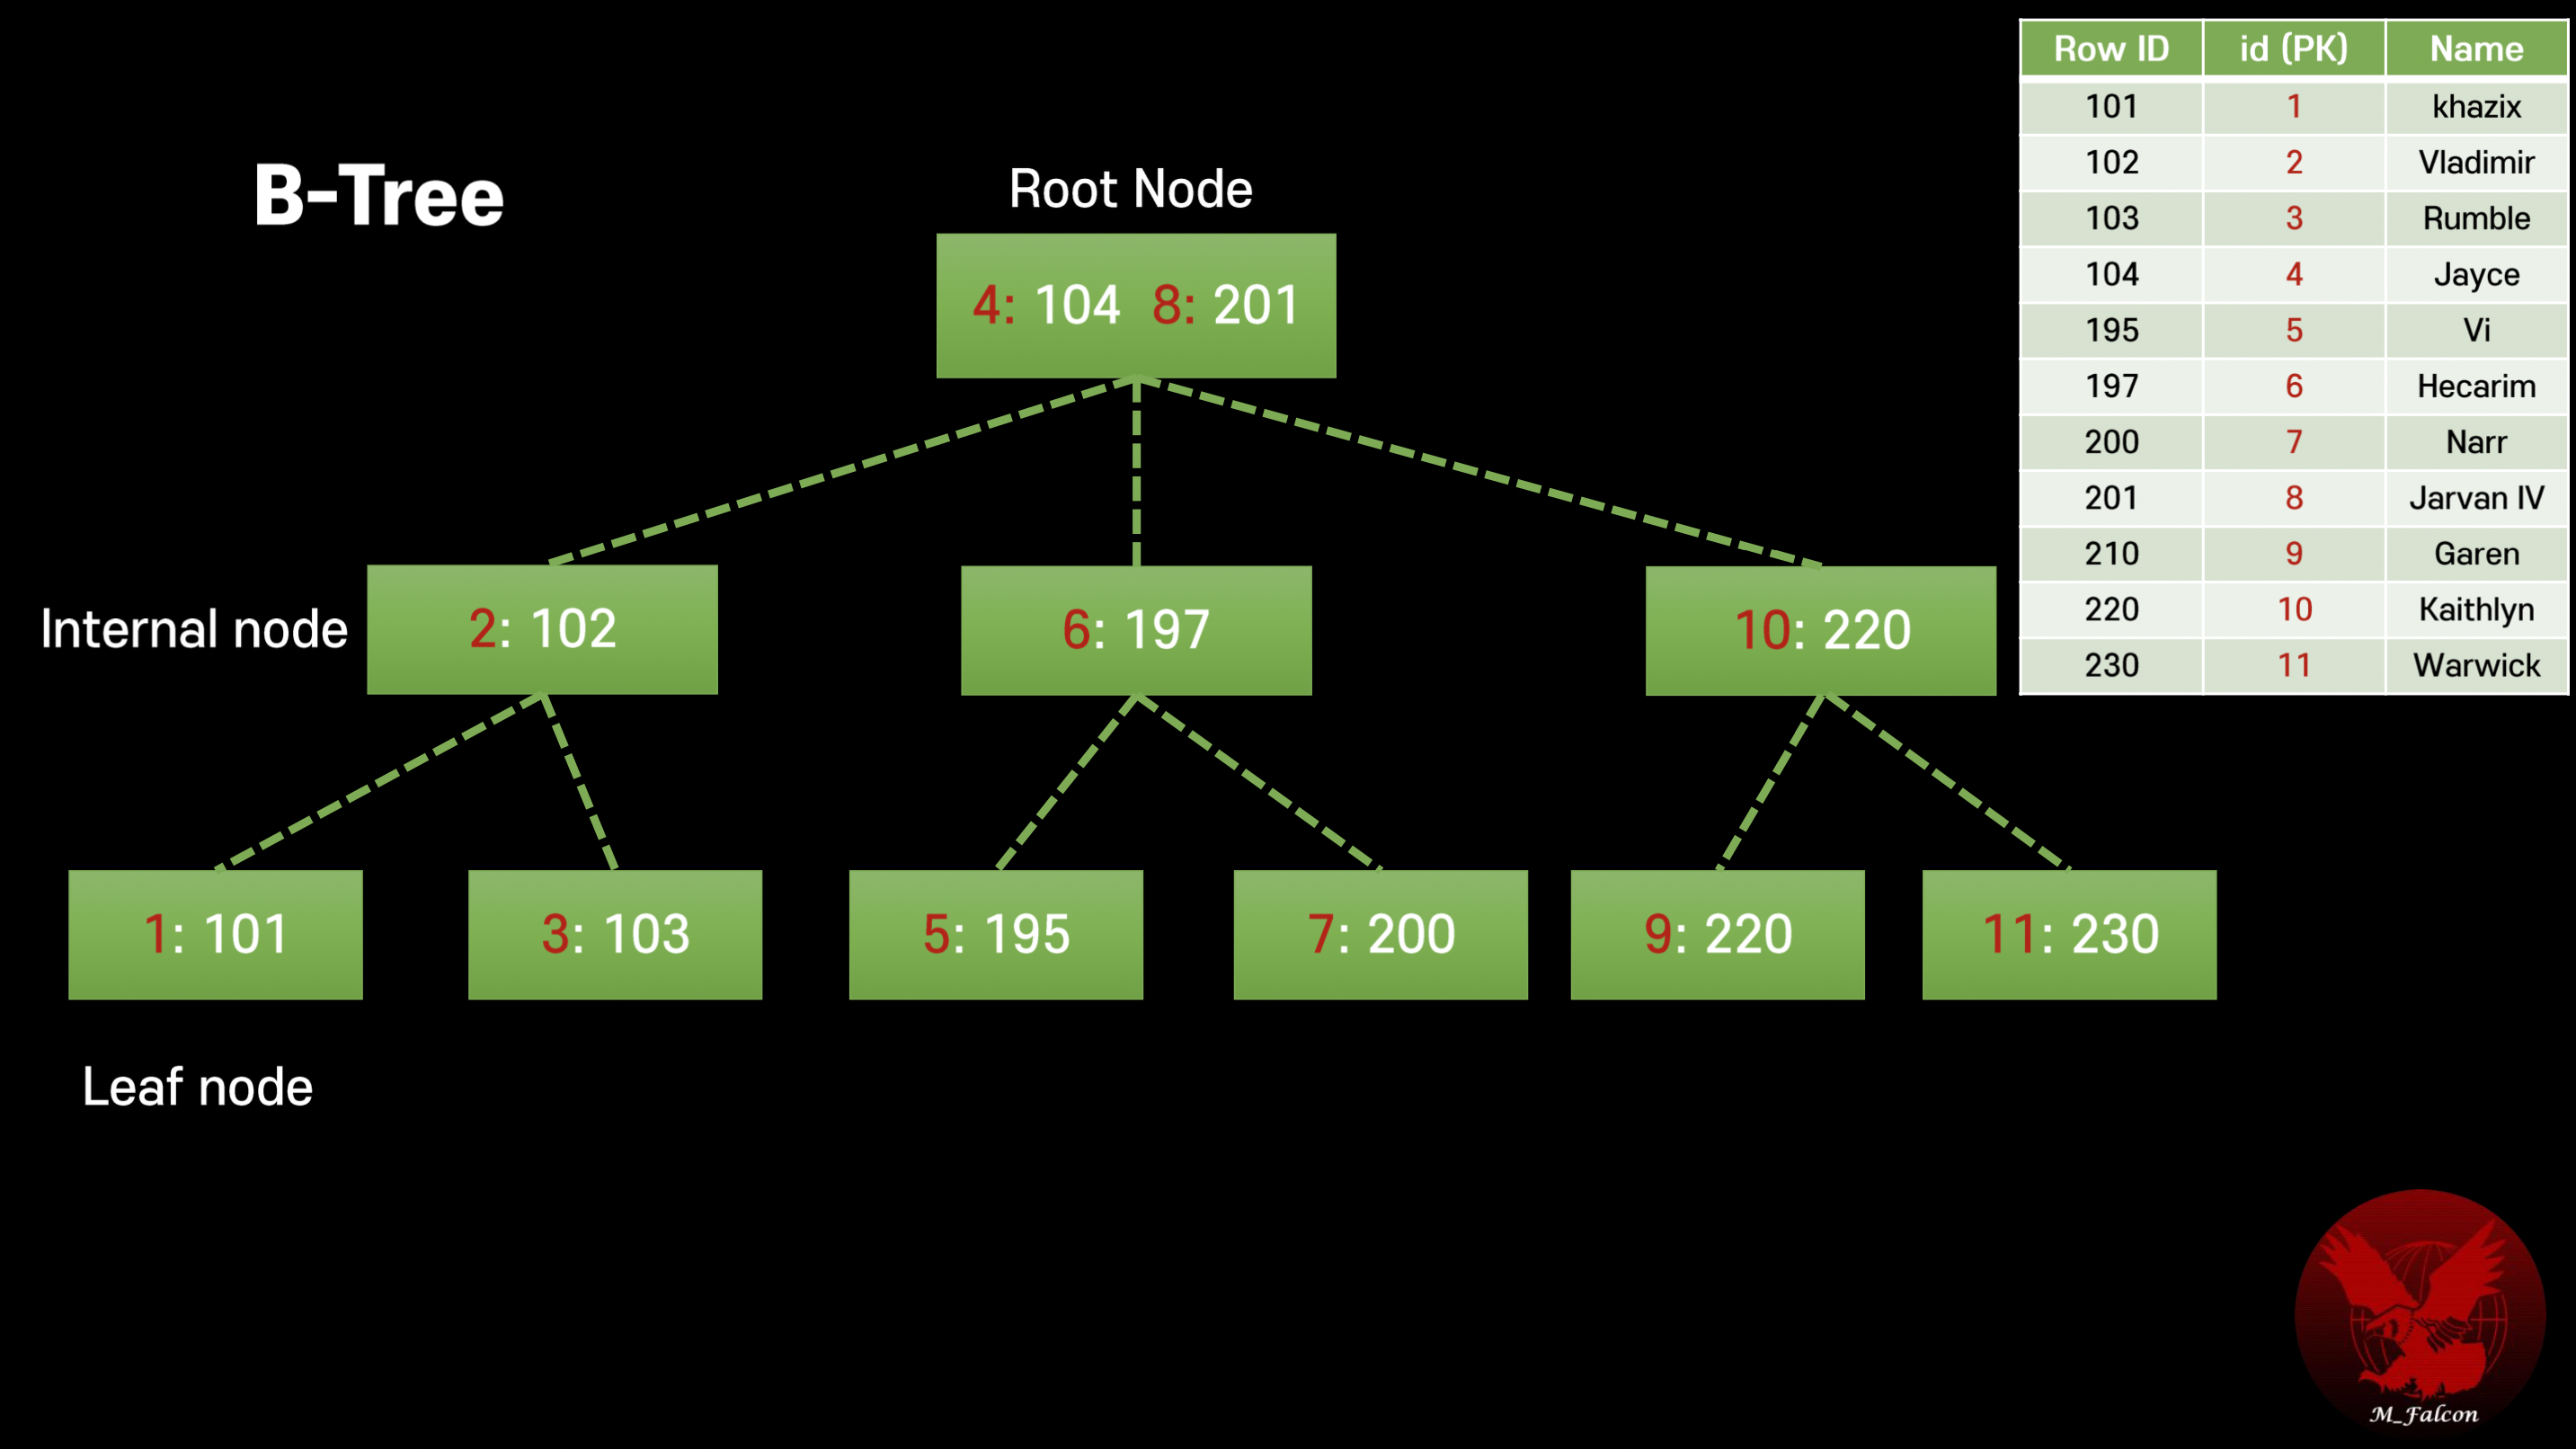 B-Tree
Root Node
4: 104 8: 201
Internal node
2: 102
6: 197
10: 220
1: 101
3: 103
5: 195
7: 200
9: 220
11: 230
Leaf node
Row ID id (PK) Name
101 1 khazix
102 2 Vladimir
103 3 Rumble
104 4 Jayce
195 5 Vi
197 6 Hecarim
200 7 Narr
201 8 Jarvan IV
210 9 Garen
220 10 Kaithlyn
230 11 Warwick
M_Falcon